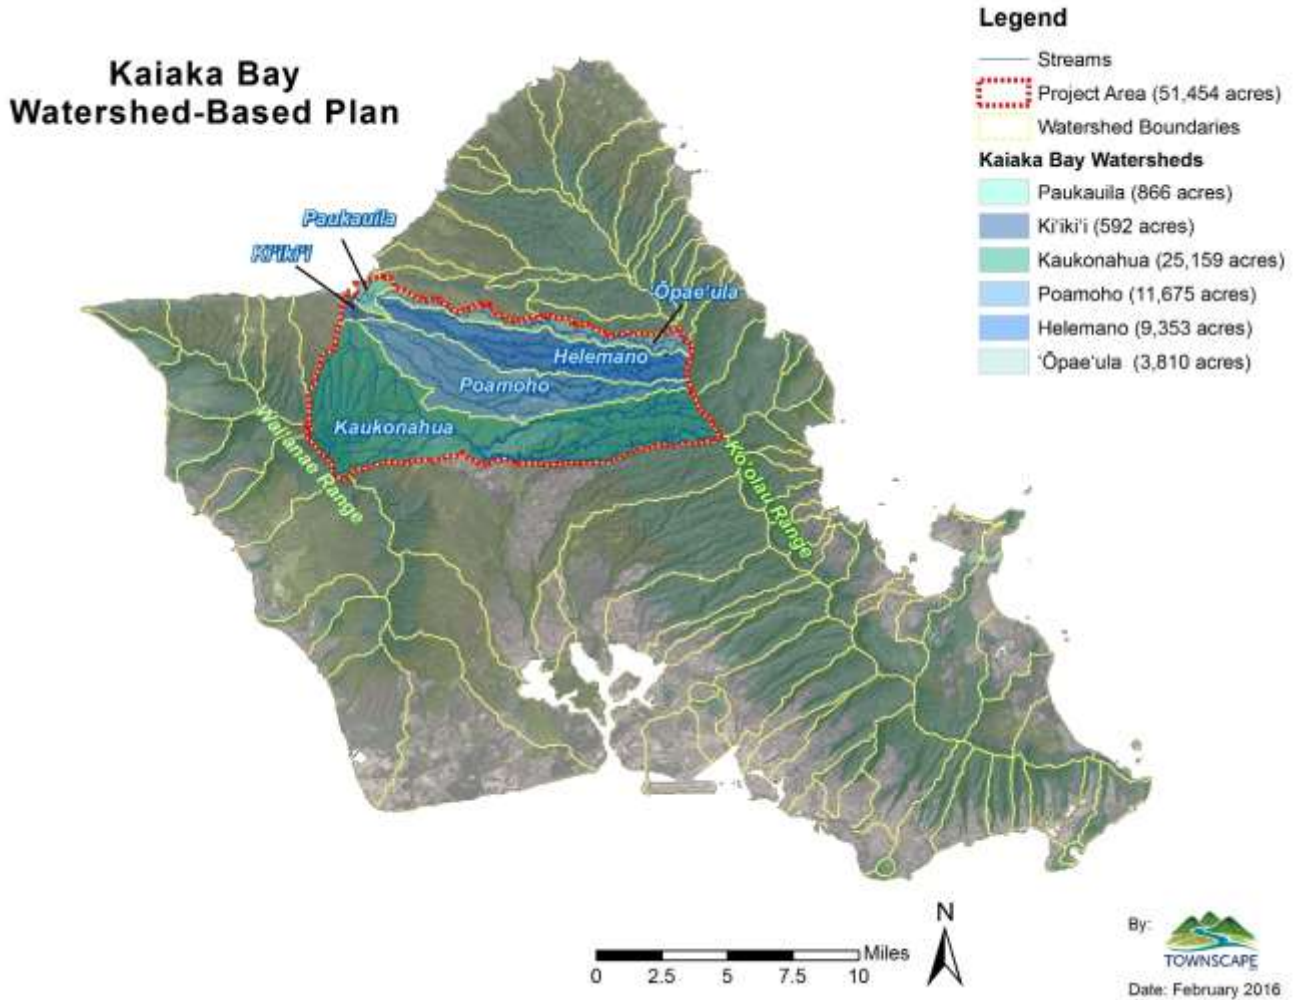 Kaiaka Bay
Watershed-Based Plan
Legend
Streams
Project Area (51,454 acres)
Watershed Boundaries
Kaiaka Bay Watersheds
Paukauila (866 acres)
Ki'iki'i (592 acres)
Kaukonahua (25,159 acres)
Poamoho (11,675 acres)
Helemano (9,353 acres)
'Ōpae'ula (3,810 acres)
Paukauila
Ki'iki'i
'Ōpae'ula
Helemano
Poamoho
Kaukonahua
Wai'anae Range
Ko'olau Range
N
Miles
0 2.5 5 7.5 10
By:
TOWNSCAPE
Date: February 2016